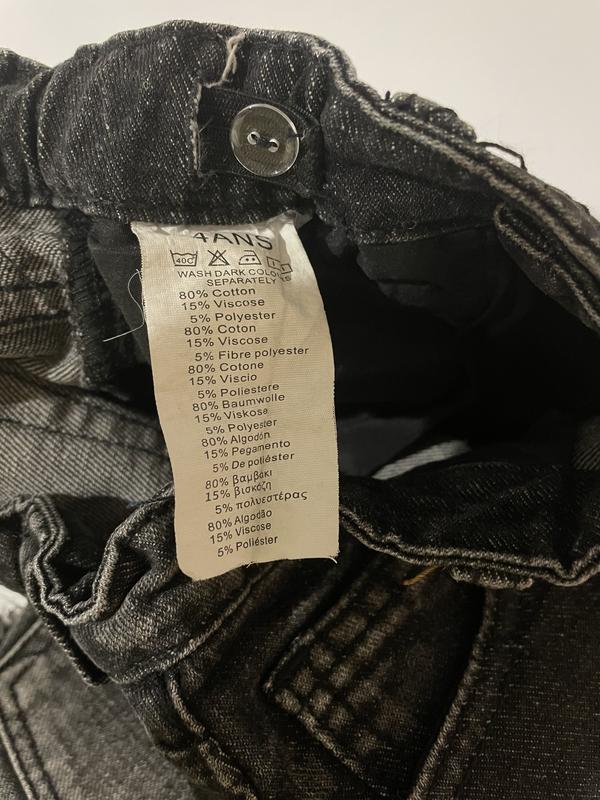 4ANS
40C
WASH DARK COLO S
SEPARATELY
80% Cotton
15% Viscose
5% Polyester
80% Coton
15% Viscose
5% Fibre polyester
80% Cotone
15% Viscio
5% Poliestere
80% Baumwolle
15% Viskose
5% Polyester
80% Algodón
15% Pegamento
5% De poliéster
80% βαμβάκι
15% βισκόζη
5% πολυεστέρας
80% Algodão
15% Viscose
5% Poliéster